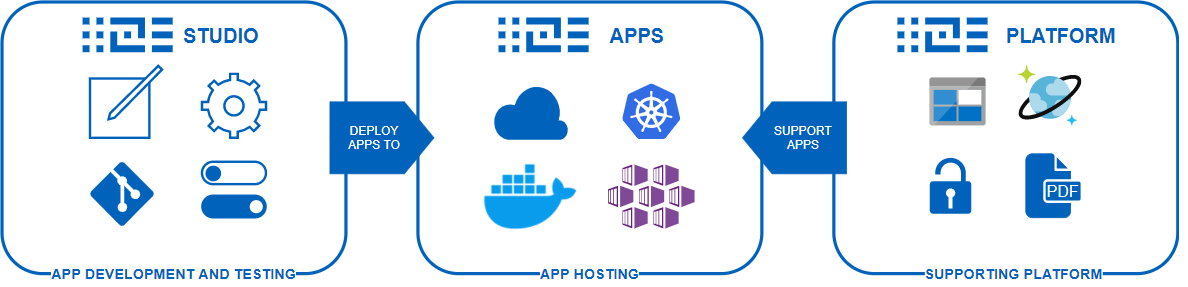 STUDIO
DEPLOY
APPS TO
APP DEVELOPMENT AND TESTING
APPS
APP HOSTING
SUPPORT
APPS
PLATFORM
PDF
SUPPORTING PLATFORM